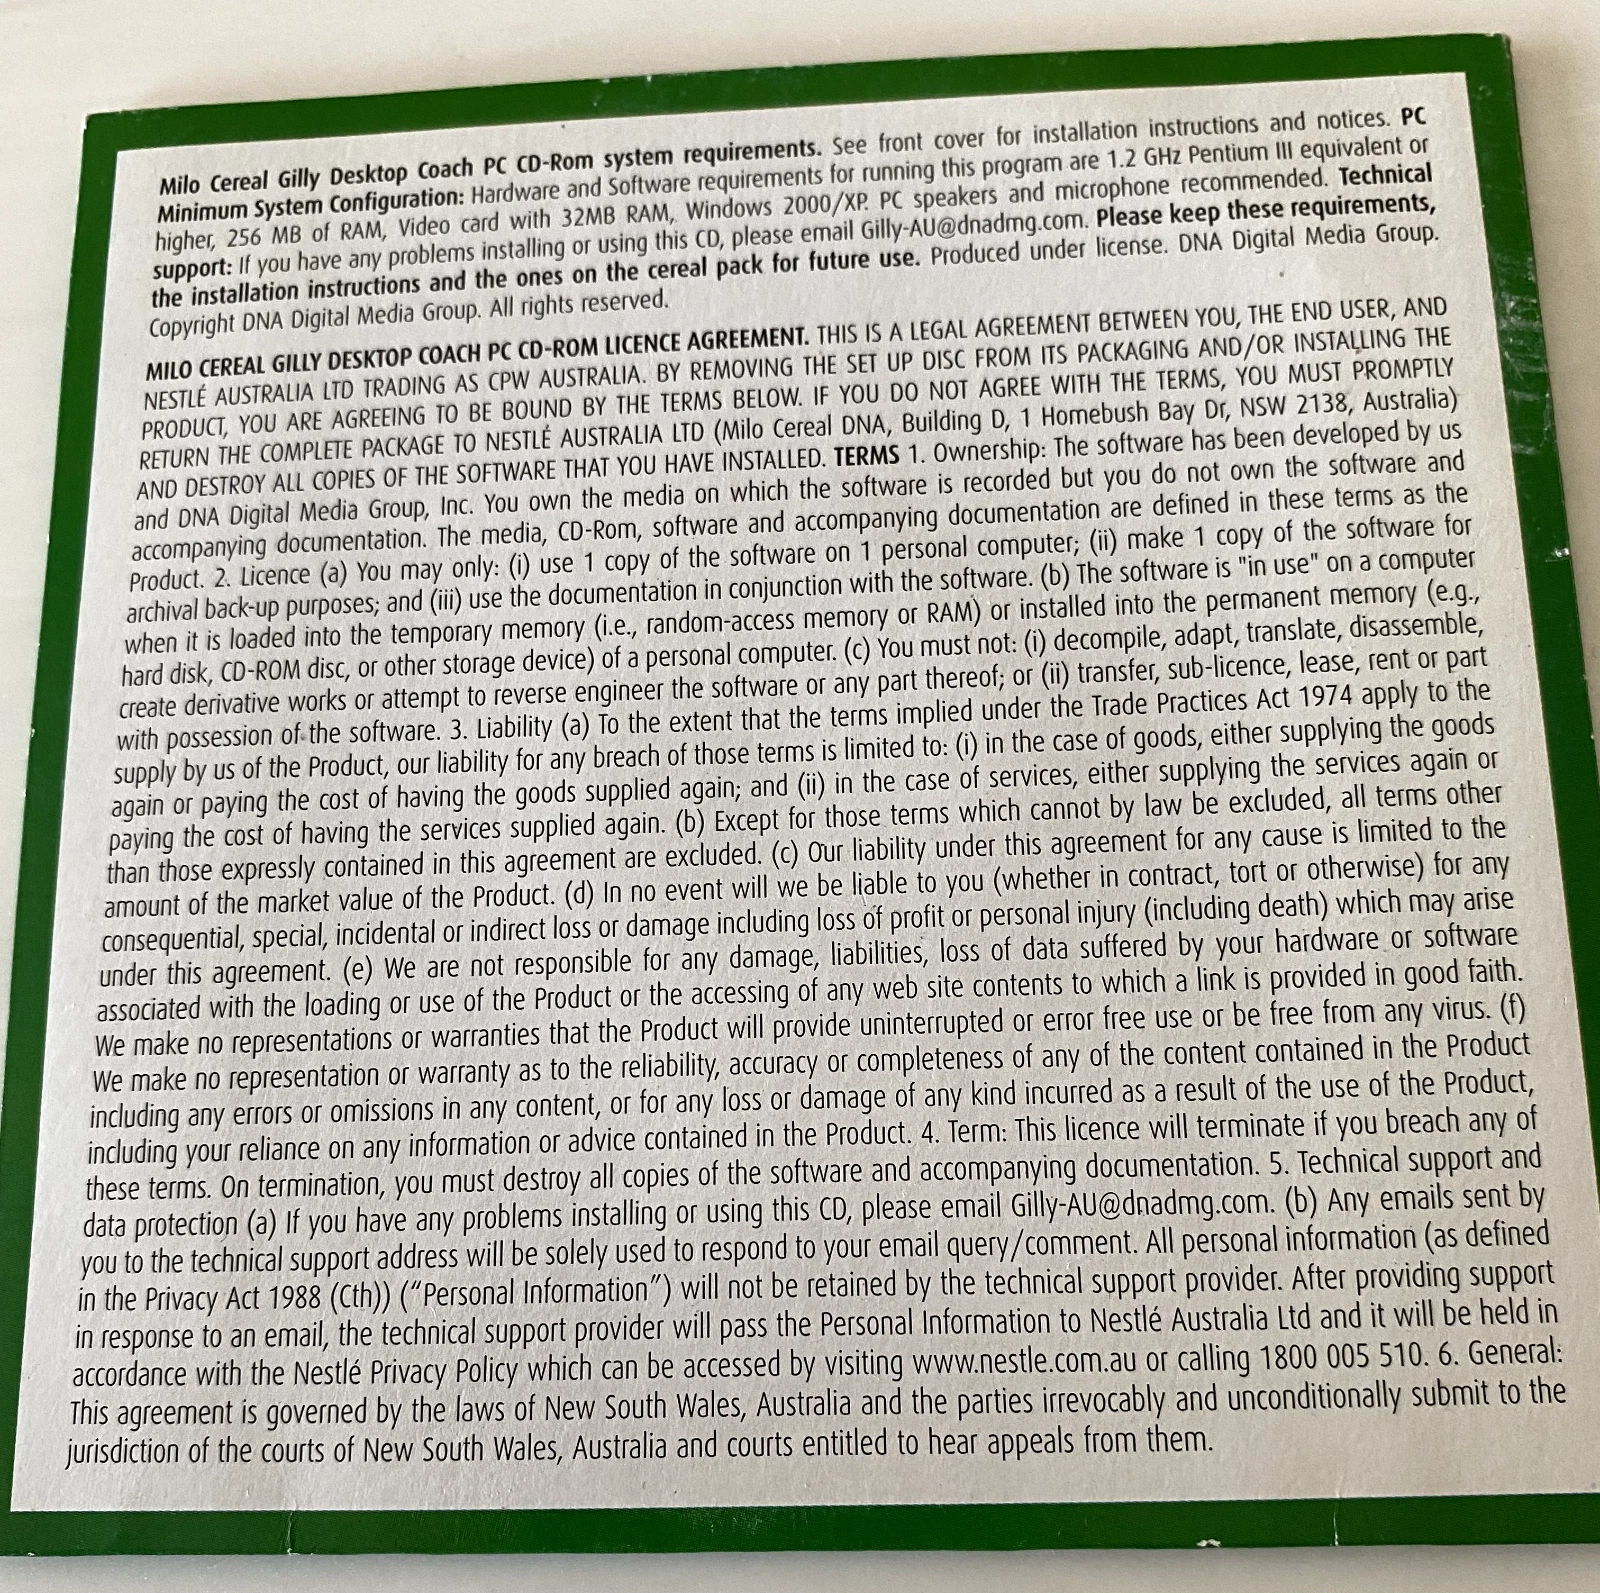 Milo Cereal Gilly Desktop Coach PC CD-Rom system requirements. See front cover for installation instructions and notices. PC
Minimum System Configuration: Hardware and Software requirements for running this program are 1.2 GHz Pentium III equivalent or
higher, 256 MB of RAM, Video card with 32MB RAM, Windows 2000/XP. PC speakers and microphone recommended. Technical
support: If you have any problems installing or using this CD, please email Gilly-AU@dnadmg.com. Please keep these requirements,
the installation instructions and the ones on the cereal pack for future use. Produced under license. DNA Digital Media Group.
Copyright DNA Digital Media Group. All rights reserved.
MILO CEREAL GILLY DESKTOP COACH PC CD-ROM LICENCE AGREEMENT. THIS IS A LEGAL AGREEMENT BETWEEN YOU, THE END USER, AND
NESTLÉ AUSTRALIA LTD TRADING AS CPW AUSTRALIA. BY REMOVING THE SET UP DISC FROM ITS PACKAGING AND/OR INSTALLING THE
PRODUCT, YOU ARE AGREEING TO BE BOUND BY THE TERMS BELOW. IF YOU DO NOT AGREE WITH THE TERMS, YOU MUST PROMPTLY
RETURN THE COMPLETE PACKAGE TO NESTLÉ AUSTRALIA LTD (Milo Cereal DNA, Building D, 1 Homebush Bay Dr, NSW 2138, Australia)
AND DESTROY ALL COPIES OF THE SOFTWARE THAT YOU HAVE INSTALLED. TERMS 1. Ownership: The software has been developed by us
and DNA Digital Media Group, Inc. You own the media on which the software is recorded but you do not own the software and
accompanying documentation. The media, CD-Rom, software and accompanying documentation are defined in these terms as the
Product. 2. Licence (a) You may only: (i) use 1 copy of the software on 1 personal computer; (ii) make 1 copy of the software for
archival back-up purposes; and (iii) use the documentation in conjunction with the software. (b) The software is "in use" on a computer
when it is loaded into the temporary memory (i.e., random-access memory or RAM) or installed into the permanent memory (e.g.,
hard disk, CD-ROM disc, or other storage device) of a personal computer. (c) You must not: (i) decompile, adapt, translate, disassemble,
create derivative works or attempt to reverse engineer the software or any part thereof; or (ii) transfer, sub-licence, lease, rent or part
with possession of the software. 3. Liability (a) To the extent that the terms implied under the Trade Practices Act 1974 apply to the
supply by us of the Product, our liability for any breach of those terms is limited to: (i) in the case of goods, either supplying the goods
again or paying the cost of having the goods supplied again; and (ii) in the case of services, either supplying the services again or
paying the cost of having the services supplied again. (b) Except for those terms which cannot by law be excluded, all terms other
than those expressly contained in this agreement are excluded. (c) Our liability under this agreement for any cause is limited to the
amount of the market value of the Product. (d) In no event will we be liable to you (whether in contract, tort or otherwise) for any
consequential, special, incidental or indirect loss or damage including loss of profit or personal injury (including death) which may arise
under this agreement. (e) We are not responsible for any damage, liabilities, loss of data suffered by your hardware or software
associated with the loading or use of the Product or the accessing of any web site contents to which a link is provided in good faith.
We make no representations or warranties that the Product will provide uninterrupted or error free use or be free from any virus. (f)
We make no representation or warranty as to the reliability, accuracy or completeness of any of the content contained in the Product
including any errors or omissions in any content, or for any loss or damage of any kind incurred as a result of the use of the Product,
including your reliance on any information or advice contained in the Product. 4. Term: This licence will terminate if you breach any of
these terms. On termination, you must destroy all copies of the software and accompanying documentation. 5. Technical support and
data protection (a) If you have any problems installing or using this CD, please email Gilly-AU@dnadmg.com. (b) Any emails sent by
you to the technical support address will be solely used to respond to your email query/comment. All personal information (as defined
in the Privacy Act 1988 (Cth)) (“Personal Information”) will not be retained by the technical support provider. After providing support
in response to an email, the technical support provider will pass the Personal Information to Nestlé Australia Ltd and it will be held in
accordance with the Nestlé Privacy Policy which can be accessed by visiting www.nestle.com.au or calling 1800 005 510. 6. General:
This agreement is governed by the laws of New South Wales, Australia and the parties irrevocably and unconditionally submit to the
jurisdiction of the courts of New South Wales, Australia and courts entitled to hear appeals from them.